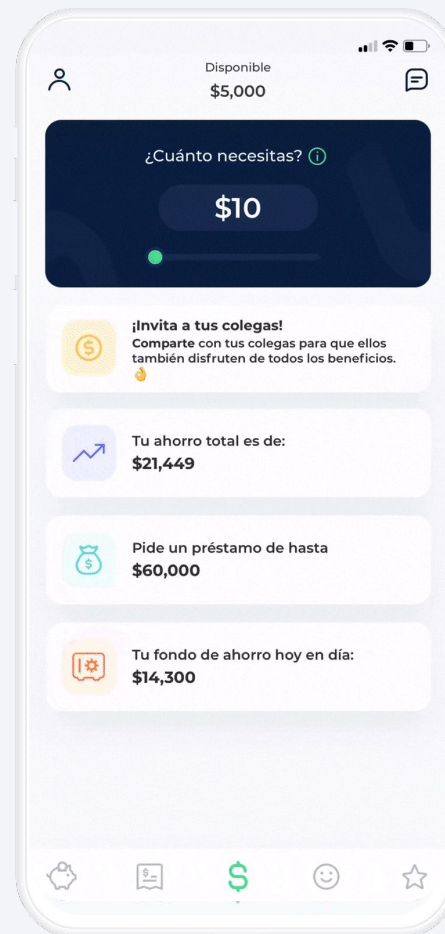 Disponible
$5,000
¿Cuánto necesitas?
$10
¡Invita a tus colegas!
Comparte con tus colegas para que ellos
también disfruten de todos los beneficios.
👌
Tu ahorro total es de:
$21,449
Pide un préstamo de hasta
$60,000
Tu fondo de ahorro hoy en día:
$14,300